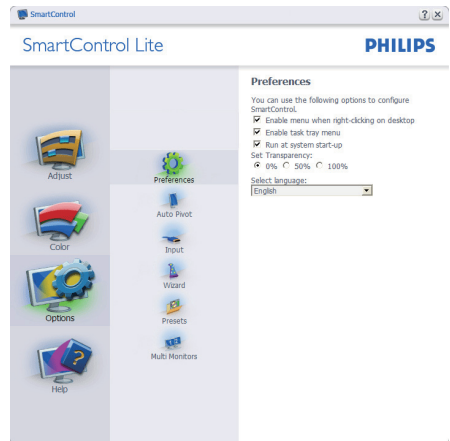 SmartControl
SmartControl Lite
PHILIPS
Adjust
Color
Options
Help
Preferences
Auto Pivot
Input
Wizard
Presets
Multi Monitors
Preferences
You can use the following options to configure
SmartControl.
Enable menu when right-clicking on desktop
Enable task tray menu
Run at system start-up
Set Transparency:
0% 50% 100%
Select language:
English